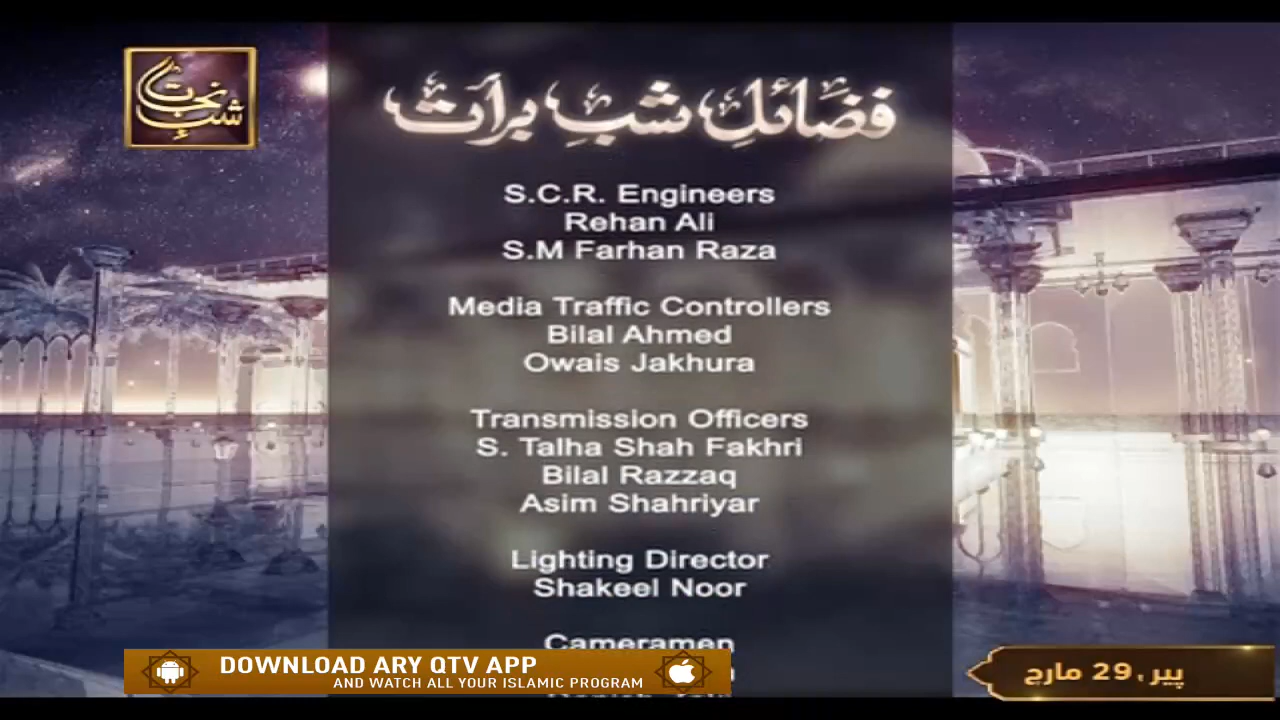 شبِ نجات
فضائلِ شبِ برأت
S.C.R. Engineers
Rehan Ali
S.M Farhan Raza
Media Traffic Controllers
Bilal Ahmed
Owais Jakhura
Transmission Officers
S. Talha Shah Fakhri
Bilal Razzaq
Asim Shahriyar
Lighting Director
Shakeel Noor
Cameramen
DOWNLOAD ARY QTV APP
AND WATCH ALL YOUR ISLAMIC PROGRAM
پیر، 29 مارچ